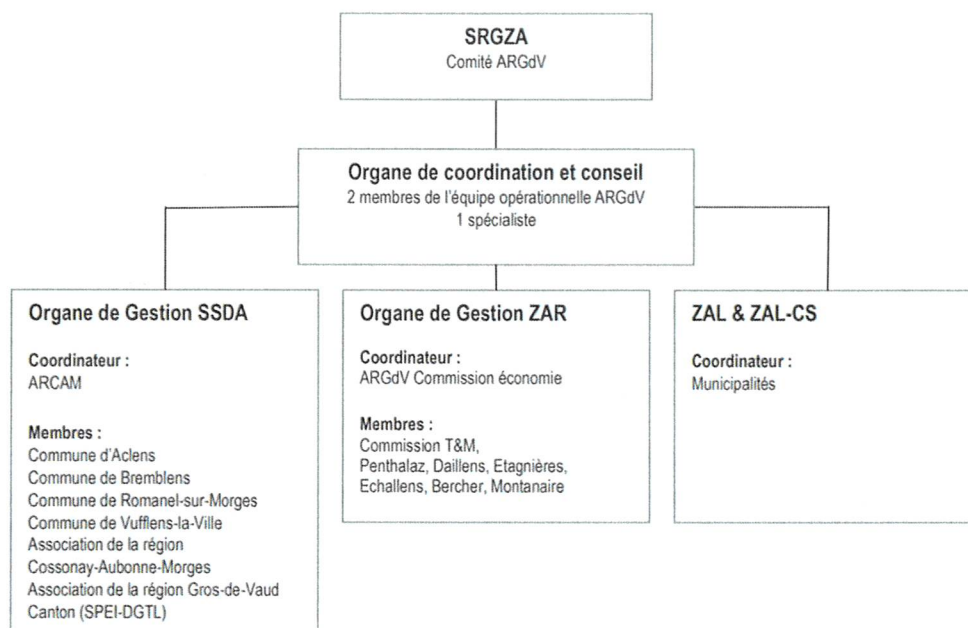 SRGZA
Comité ARGdV
Organe de coordination et conseil
2 membres de l'équipe opérationnelle ARGdV
1 spécialiste
Organe de Gestion SSDA
Coordinateur :
ARCAM
Membres :
Commune d'Aclens
Commune de Bremblens
Commune de Romanel-sur-Morges
Commune de Vufflens-la-Ville
Association de la région
Cossonay-Aubonne-Morges
Association de la région Gros-de-Vaud
Canton (SPEI-DGTL)
Organe de Gestion ZAR
Coordinateur :
ARGdV Commission économie
Membres :
Commission T&M,
Penthalaz, Daillens, Etagnières,
Echallens, Bercher, Montanaire
ZAL & ZAL-CS
Coordinateur :
Municipalités